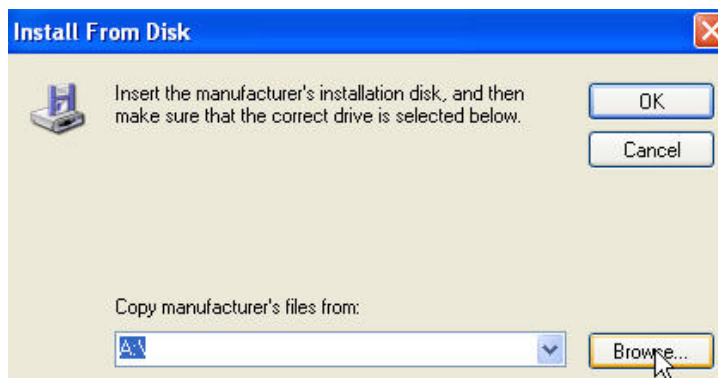 Install From Disk
Insert the manufacturer's installation disk, and then
make sure that the correct drive is selected below.
OK
Cancel
Copy manufacturer's files from:
A:\
Browse...